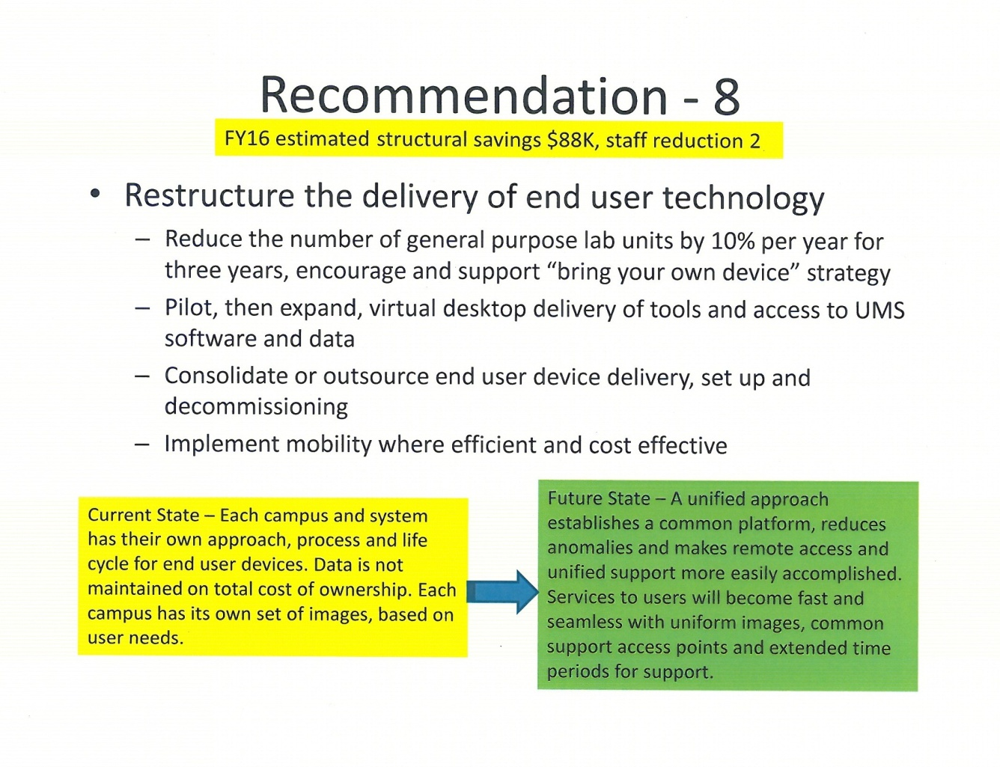 Recommendation - 8
FY16 estimated structural savings $88K, staff reduction 2
• Restructure the delivery of end user technology
– Reduce the number of general purpose lab units by 10% per year for
three years, encourage and support “bring your own device” strategy
– Pilot, then expand, virtual desktop delivery of tools and access to UMS
software and data
– Consolidate or outsource end user device delivery, set up and
decommissioning
– Implement mobility where efficient and cost effective
Current State – Each campus and system
has their own approach, process and life
cycle for end user devices. Data is not
maintained on total cost of ownership. Each
campus has its own set of images, based on
user needs.
Future State – A unified approach
establishes a common platform, reduces
anomalies and makes remote access and
unified support more easily accomplished.
Services to users will become fast and
seamless with uniform images, common
support access points and extended time
periods for support.